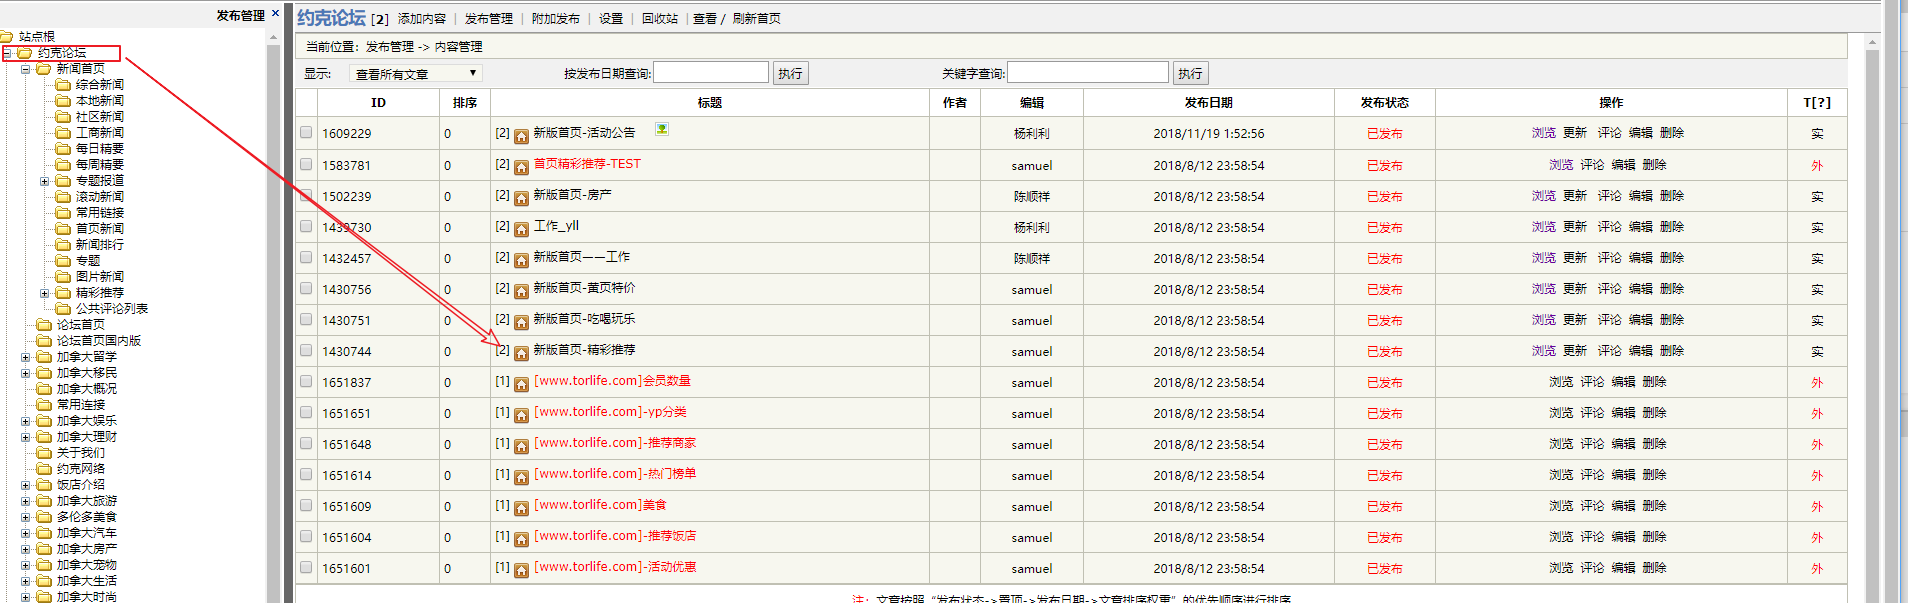 发布管理 ×
站点根
约克论坛
新闻首页
综合新闻
本地新闻
社区新闻
工商新闻
每日精要
每周精要
专题报道
滚动新闻
常用链接
首页新闻
新闻排行
专题
图片新闻
精彩推荐
公共评论列表
论坛首页
论坛首页国内版
加拿大留学
加拿大移民
加拿大概况
常用连接
加拿大娱乐
加拿大理财
关于我们
约克网络
饭店介绍
加拿大旅游
多伦多美食
加拿大汽车
加拿大房产
加拿大宠物
加拿大生活
加拿大时尚
约克论坛 [2] 添加内容 | 发布管理 | 附加发布 | 设置 | 回收站 | 查看 / 刷新首页
当前位置: 发布管理 -> 内容管理
显示: 查看所有文章 按发布日期查询: 执行 关键字查询: 执行
ID 排序 标题 作者 编辑 发布日期 发布状态 操作 T[?]
1609229 0 [2] 新版首页-活动公告 杨利利 2018/11/19 1:52:56 已发布 浏览 更新 评论 编辑 删除 实
1583781 0 [2] 首页精彩推荐-TEST samuel 2018/8/12 23:58:54 已发布 浏览 评论 编辑 删除 外
1502239 0 [2] 新版首页-房产 陈顺祥 2018/8/12 23:58:54 已发布 浏览 更新 评论 编辑 删除 实
1439730 0 [2] 工作_yll 杨利利 2018/8/12 23:58:54 已发布 浏览 更新 评论 编辑 删除 实
1432457 0 [2] 新版首页——工作 陈顺祥 2018/8/12 23:58:54 已发布 浏览 更新 评论 编辑 删除 实
1430756 0 [2] 新版首页-黄页特价 samuel 2018/8/12 23:58:54 已发布 浏览 更新 评论 编辑 删除 实
1430751 0 [2] 新版首页-吃喝玩乐 samuel 2018/8/12 23:58:54 已发布 浏览 更新 评论 编辑 删除 实
1430744 0 [2] 新版首页-精彩推荐 samuel 2018/8/12 23:58:54 已发布 浏览 更新 评论 编辑 删除 实
1651837 0 [1] [www.torlife.com]会员数量 samuel 2018/8/12 23:58:54 已发布 浏览 评论 编辑 删除 外
1651651 0 [1] [www.torlife.com]-yp分类 samuel 2018/8/12 23:58:54 已发布 浏览 评论 编辑 删除 外
1651648 0 [1] [www.torlife.com]-推荐商家 samuel 2018/8/12 23:58:54 已发布 浏览 评论 编辑 删除 外
1651614 0 [1] [www.torlife.com]-热门榜单 samuel 2018/8/12 23:58:54 已发布 浏览 评论 编辑 删除 外
1651609 0 [1] [www.torlife.com]美食 samuel 2018/8/12 23:58:54 已发布 浏览 评论 编辑 删除 外
1651604 0 [1] [www.torlife.com]-推荐饭店 samuel 2018/8/12 23:58:54 已发布 浏览 评论 编辑 删除 外
1651601 0 [1] [www.torlife.com]-活动优惠 samuel 2018/8/12 23:58:54 已发布 浏览 评论 编辑 删除 外
注: 文章按照“发布状态->置顶->发布日期->文章排序权重”的优先顺序进行排序